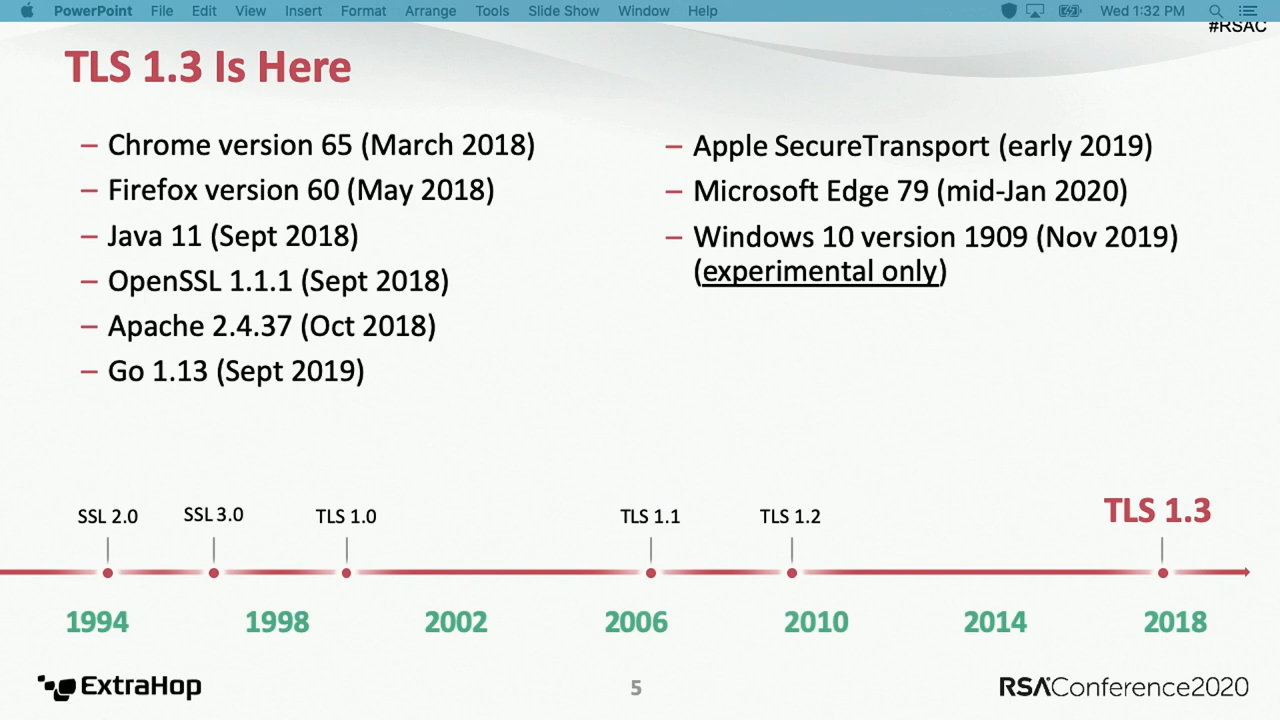 PowerPoint File Edit View Insert Format Arrange Tools Slide Show Window Help Wed 1:32 PM
#RSAC
TLS 1.3 Is Here
– Chrome version 65 (March 2018)
– Firefox version 60 (May 2018)
– Java 11 (Sept 2018)
– OpenSSL 1.1.1 (Sept 2018)
– Apache 2.4.37 (Oct 2018)
– Go 1.13 (Sept 2019)
– Apple SecureTransport (early 2019)
– Microsoft Edge 79 (mid-Jan 2020)
– Windows 10 version 1909 (Nov 2019)
(experimental only)
SSL 2.0 SSL 3.0 TLS 1.0 TLS 1.1 TLS 1.2 TLS 1.3
1994 1998 2002 2006 2010 2014 2018
ExtraHop 5 RSAConference2020